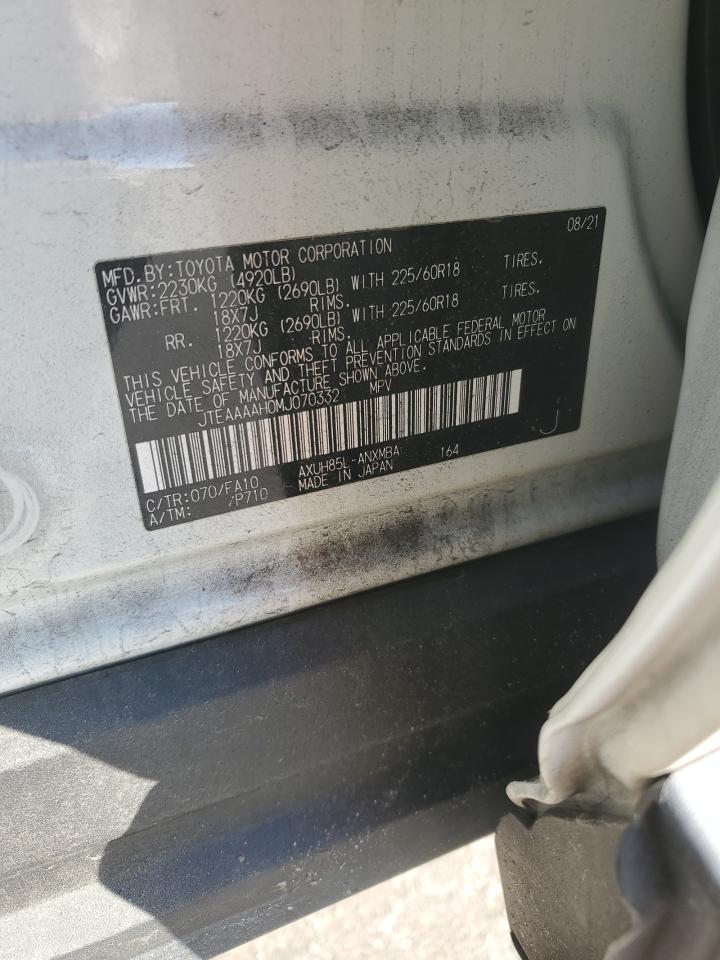 MFD.BY:TOYOTA MOTOR CORPORATION 08/21
GVWR:2230KG (4920LB)
GAWR:FRT. 1220KG (2690LB) WITH 225/60R18 TIRES.
18X7J RIMS.
RR. 1220KG (2690LB) WITH 225/60R18 TIRES.
18X7J RIMS.
THIS VEHICLE CONFORMS TO ALL APPLICABLE FEDERAL MOTOR
VEHICLE SAFETY AND THEFT PREVENTION STANDARDS IN EFFECT ON
THE DATE OF MANUFACTURE SHOWN ABOVE.
JTEAAAAH0MJ070332 MPV
J
C/TR:070/FA10 AXUH85L-ANXMBA 164
A/TM: /P710 MADE IN JAPAN